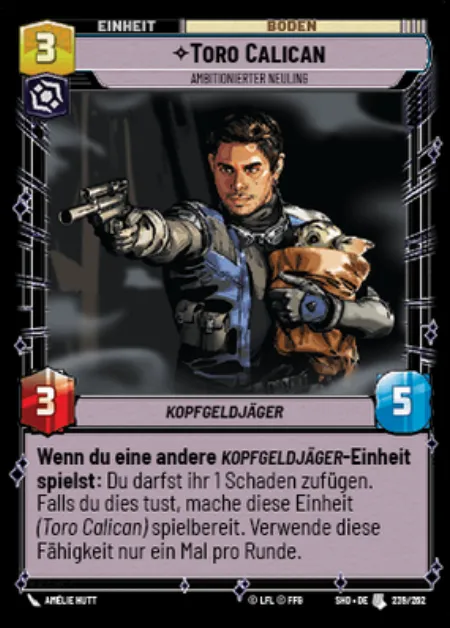 EINHEIT
BODEN
3
TORO CALICAN
AMBITIONIERTER NEULING
3
KOPFGELDJÄGER
5
Wenn du eine andere KOPFGELDJÄGER-Einheit
spielst: Du darfst ihr 1 Schaden zufügen.
Falls du dies tust, mache diese Einheit
(Toro Calican) spielbereit. Verwende diese
Fähigkeit nur ein Mal pro Runde.
AMÉLIE HUTT
© LFL © FFG
SHD • DE
239/262